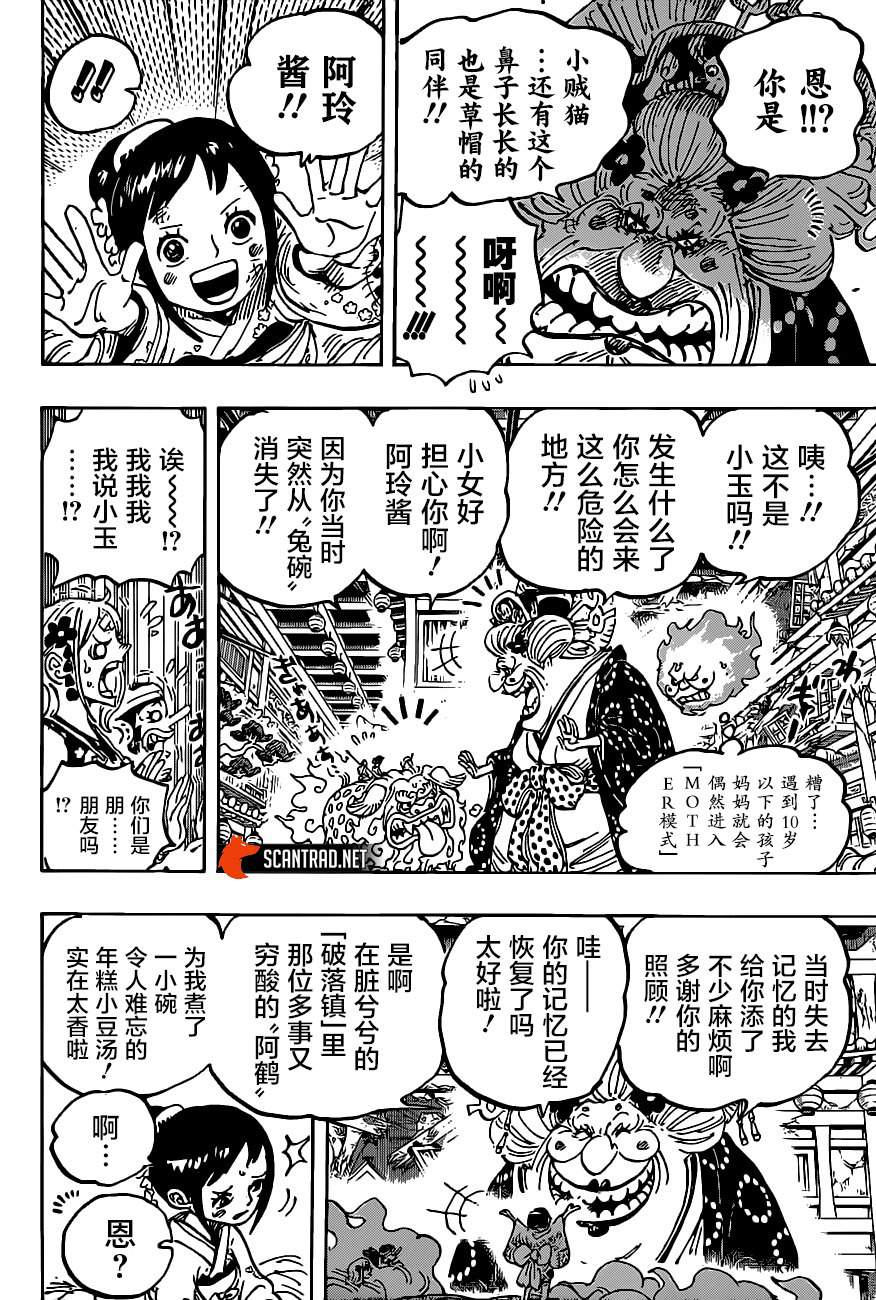 恩!!!?
你是
小贼猫
…还有这个
鼻子长长的
也是草帽的
同伴!!
呀啊
～～～～!!!
阿玲
酱!!
!!
咦…!!
这不是
小玉吗!!
发生什么了
你怎么会来
这么危险的
地方!!
小女好
担心你啊!
阿玲酱
因为你当时
突然从“兔碗”
消失了!!
糟了…
遇到10岁
以下的孩子
妈妈就会
偶然进入
「MOTH
ER模式」
ぎゃあああ
SCANTRAD.NET
诶～～～!?
我我我
我说小玉
……!?
ああああ
你们是
朋……
朋友吗
!?
当时失去
记忆的我
给你添了
不少麻烦啊
多谢你的
照顾!!
哇——
你的记忆已经
恢复了吗
太好啦!
是啊
在脏兮兮的
「破落镇」里
那位多事又
穷酸的“阿鹤”
为我煮了
一小碗
令人难忘的
年糕小豆汤!
实在太香啦
啊…
恩?